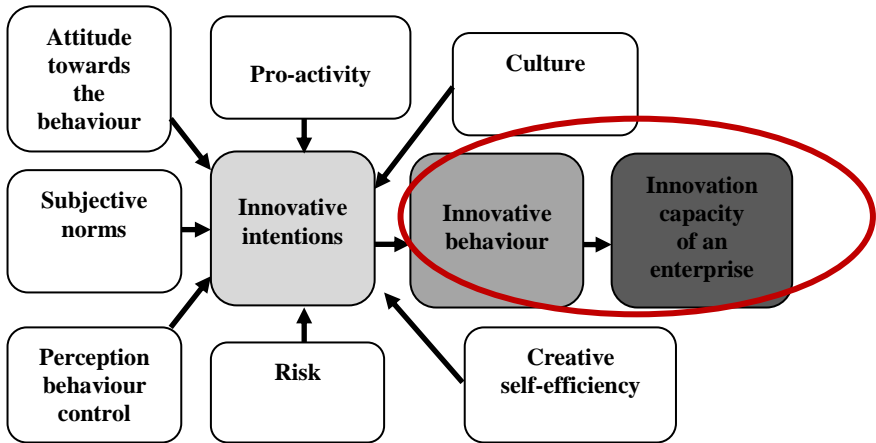 Attitude
towards
the
behaviour
Pro-activity
Culture
Subjective
norms
Innovative
intentions
Innovative
behaviour
Innovation
capacity
of an
enterprise
Perception
behaviour
control
Risk
Creative
self-efficiency